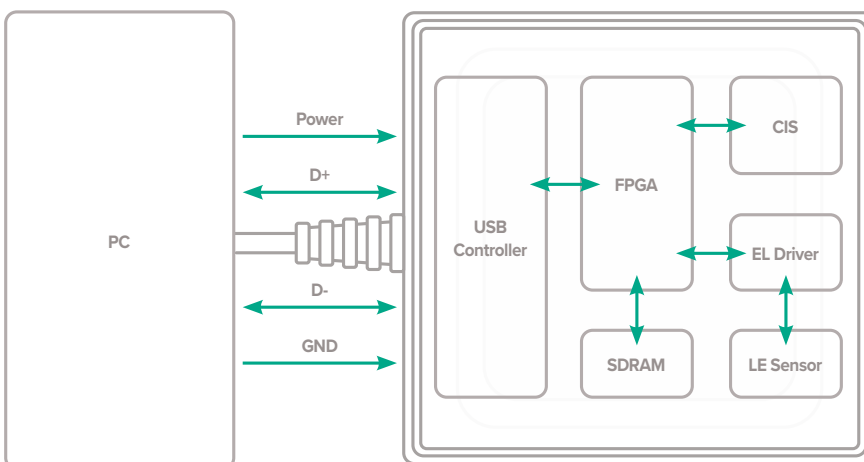 PC
Power
D+
D-
GND
USB
Controller
FPGA
SDRAM
CIS
EL Driver
LE Sensor